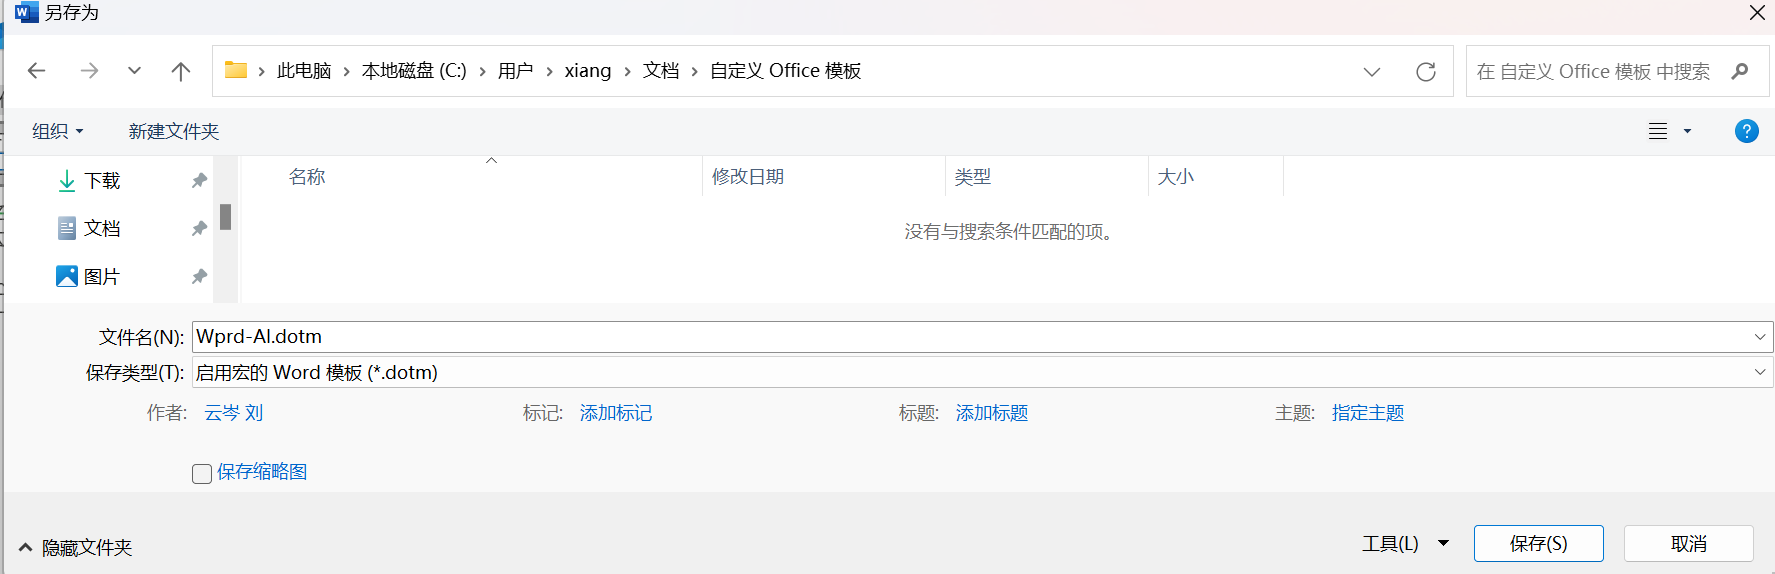 另存为
此电脑 › 本地磁盘 (C:) › 用户 › xiang › 文档 › 自定义 Office 模板
在 自定义 Office 模板 中搜索
组织 新建文件夹
名称 修改日期 类型 大小
下载
没有与搜索条件匹配的项。
文档
图片
文件名(N): Wprd-AI.dotm
保存类型(T): 启用宏的 Word 模板 (*.dotm)
作者: 云岑 刘 标记: 添加标记 标题: 添加标题 主题: 指定主题
保存缩略图
隐藏文件夹 工具(L) 保存(S) 取消